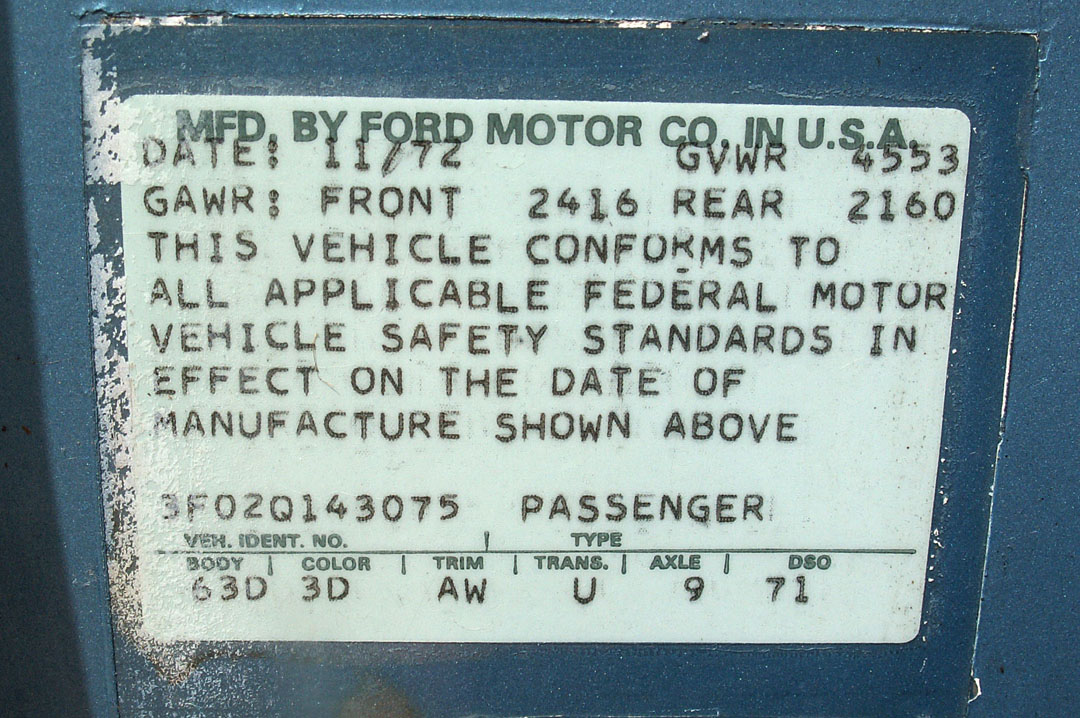 MFD. BY FORD MOTOR CO. IN U.S.A.
DATE: 11/72 GVWR 4553
GAWR: FRONT 2416 REAR 2160
THIS VEHICLE CONFORMS TO
ALL APPLICABLE FEDERAL MOTOR
VEHICLE SAFETY STANDARDS IN
EFFECT ON THE DATE OF
MANUFACTURE SHOWN ABOVE
3F02Q143075 PASSENGER
VEH. IDENT. NO. | TYPE
BODY | COLOR | TRIM | TRANS. | AXLE | DSO
63D 3D AW U 9 71